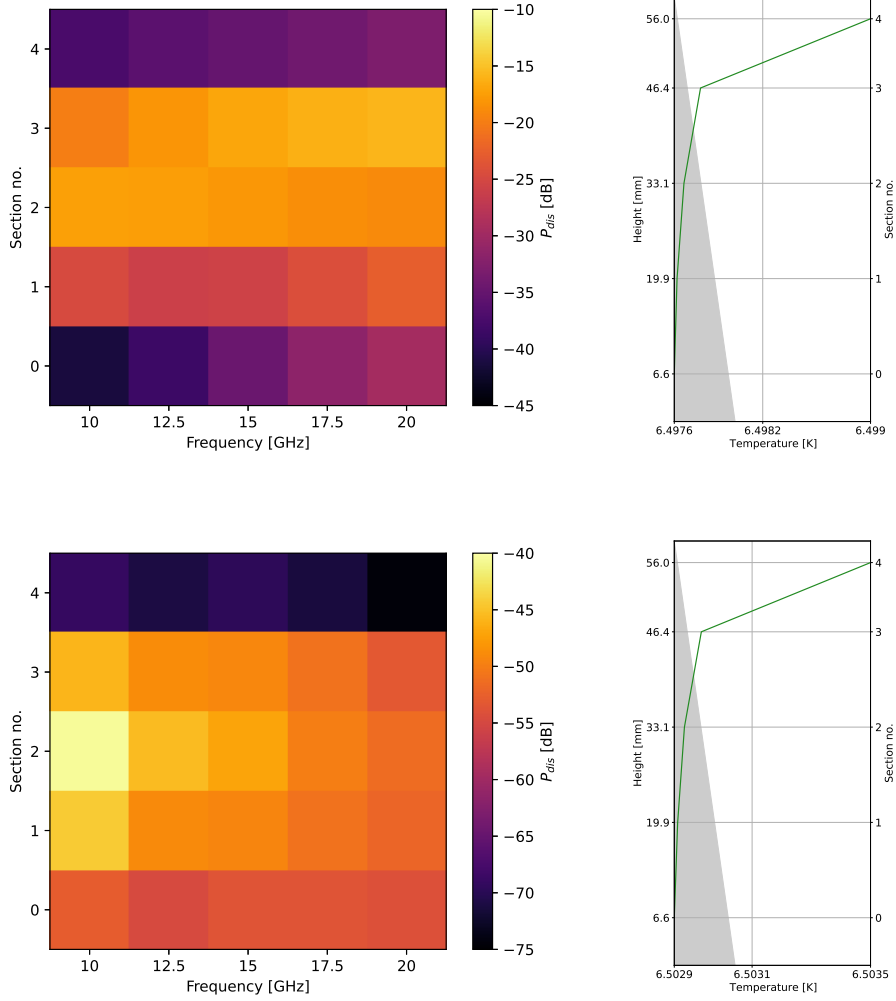 4
3
2
1
0
Section no.
10 12.5 15 17.5 20
Frequency [GHz]
−10
−15
−20
−25
−30
−35
−40
−45
P_dis [dB]
56.0
46.4
33.1
19.9
6.6
Height [mm]
4
3
2
1
0
Section no.
6.4976 6.4982 6.499
Temperature [K]
4
3
2
1
0
Section no.
10 12.5 15 17.5 20
Frequency [GHz]
−40
−45
−50
−55
−60
−65
−70
−75
P_dis [dB]
56.0
46.4
33.1
19.9
6.6
Height [mm]
4
3
2
1
0
Section no.
6.5029 6.5031 6.5035
Temperature [K]